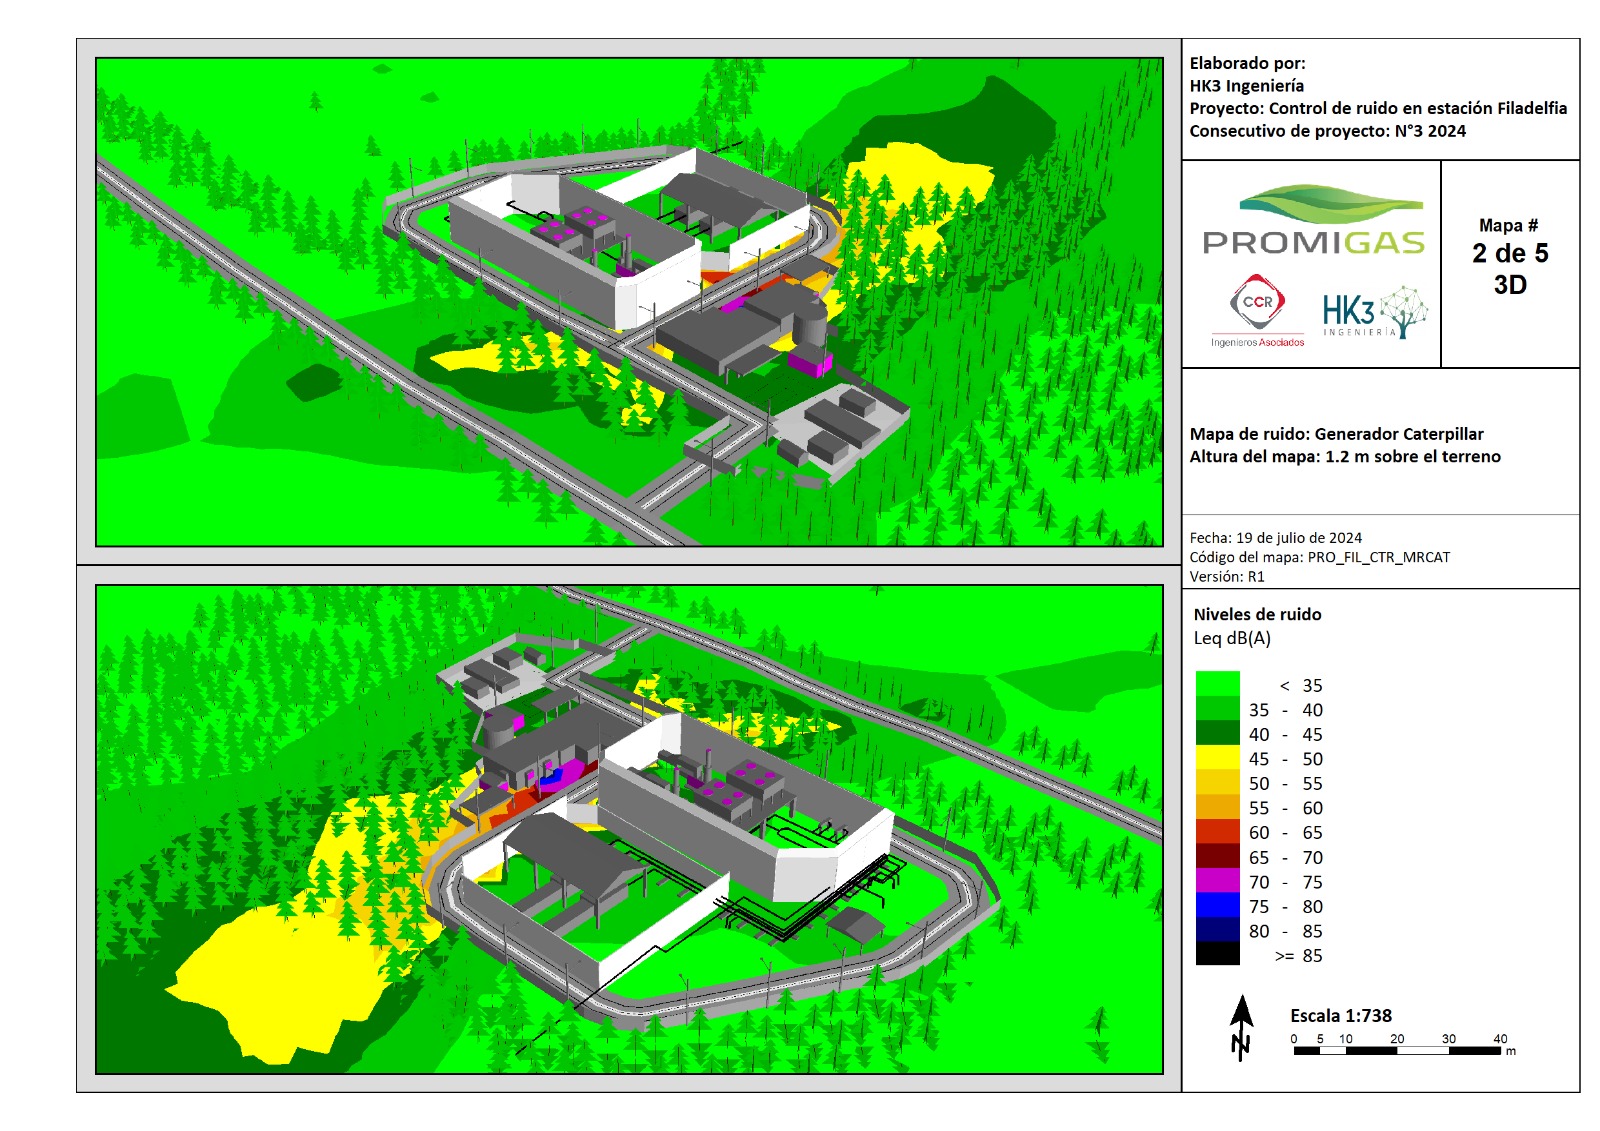 Elaborado por:
HK3 Ingeniería
Proyecto: Control de ruido en estación Filadelfia
Consecutivo de proyecto: N°3 2024
PROMIGAS
CCR
Ingenieros Asociados
HK3
INGENIERÍA
Mapa #
2 de 5
3D
Mapa de ruido: Generador Caterpillar
Altura del mapa: 1.2 m sobre el terreno
Fecha: 19 de julio de 2024
Código del mapa: PRO_FIL_CTR_MRCAT
Versión: R1
Niveles de ruido
Leq dB(A)
< 35
35 - 40
40 - 45
45 - 50
50 - 55
55 - 60
60 - 65
65 - 70
70 - 75
75 - 80
80 - 85
>= 85
N
Escala 1:738
0 5 10 20 30 40
m